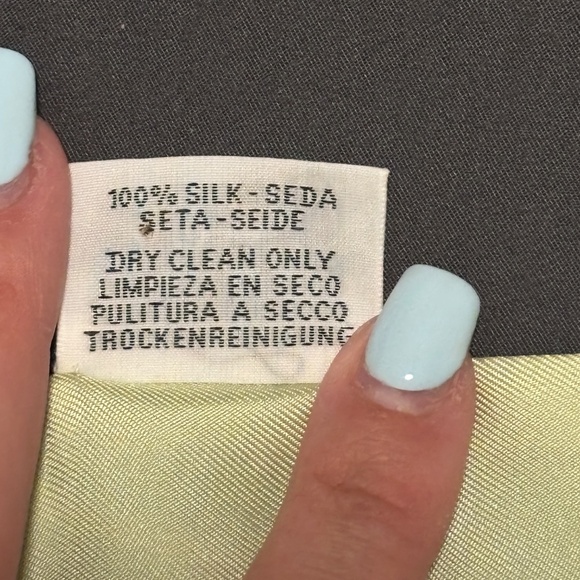 100% SILK - SEDA
SETA - SEIDE
DRY CLEAN ONLY
LIMPIEZA EN SECO
PULITURA A SECCO
TROCKENREINIGUNG